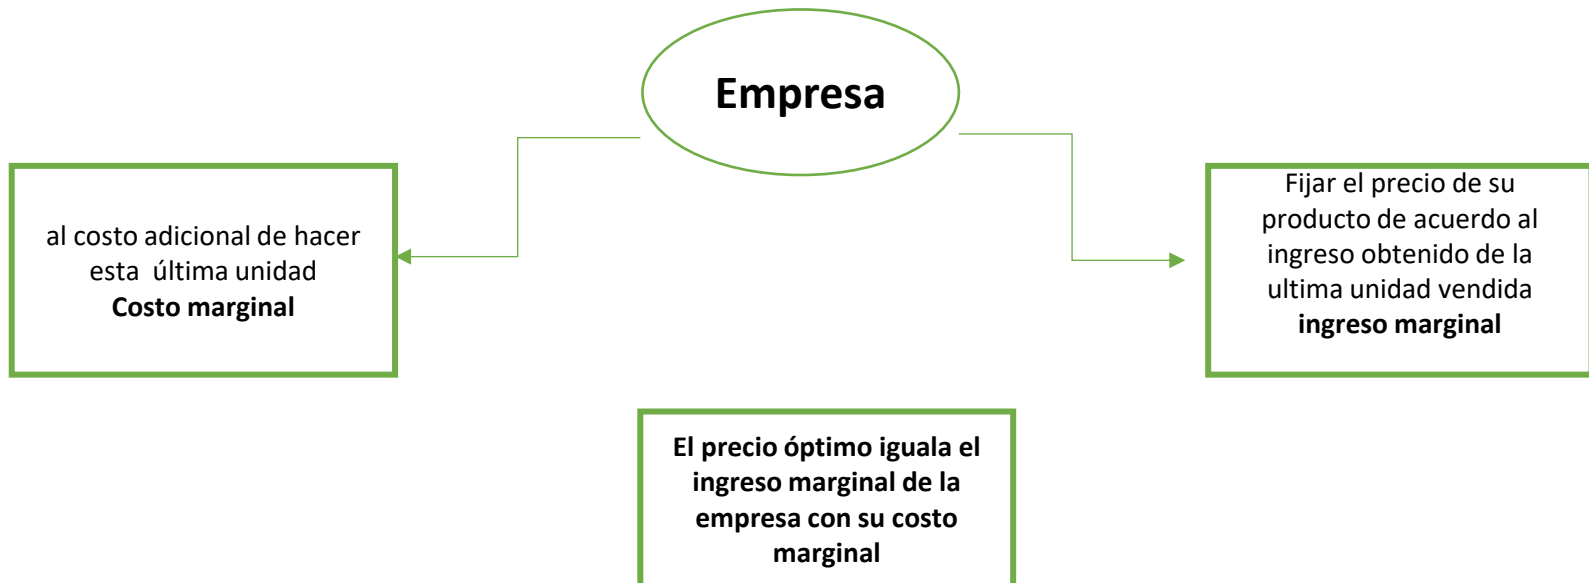 Empresa
al costo adicional de hacer
esta última unidad
Costo marginal
Fijar el precio de su
producto de acuerdo al
ingreso obtenido de la
ultima unidad vendida
ingreso marginal
El precio óptimo iguala el
ingreso marginal de la
empresa con su costo
marginal